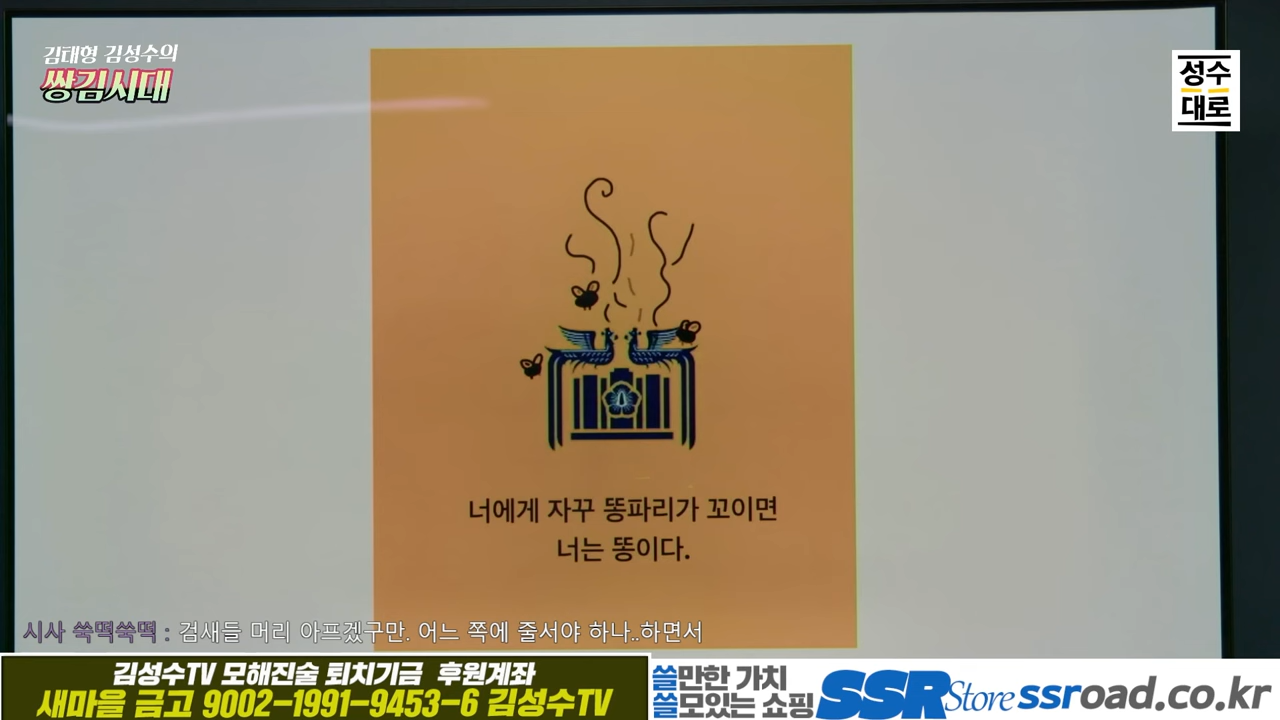 김태형 김성수의
쌍김시대
성수
대로
너에게 자꾸 똥파리가 꼬이면
너는 똥이다.
시사 쑥떡쑥떡 : 검새들 머리 아프겠구만. 어느 쪽에 줄서야 하나..하면서
김성수TV 모해진술 퇴치기금 후원계좌
새마을 금고 9002-1991-9453-6 김성수TV
쓸만한 가치
쓸모있는 쇼핑
SSR Store ssroad.co.kr